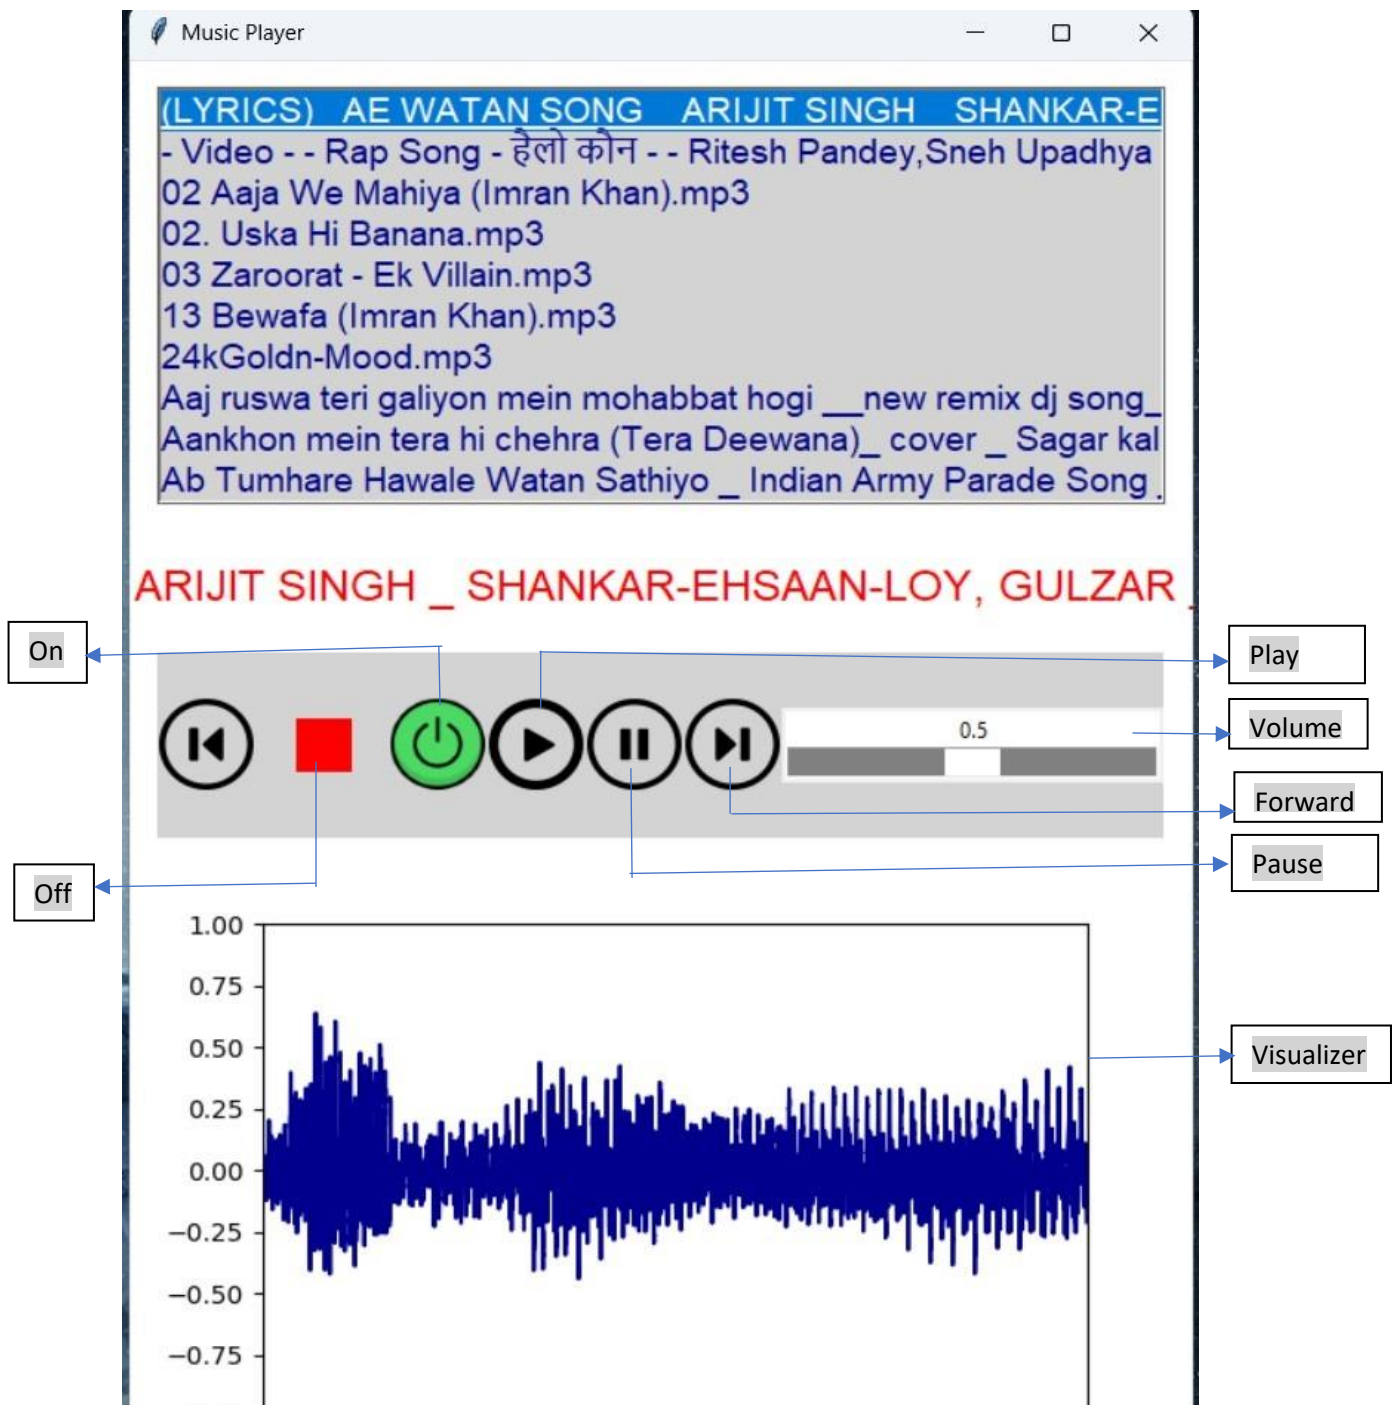 Music Player
(LYRICS) AE WATAN SONG ARIJIT SINGH SHANKAR-E
- Video - - Rap Song - हैलो कौन - - Ritesh Pandey,Sneh Upadhya
02 Aaja We Mahiya (Imran Khan).mp3
02. Uska Hi Banana.mp3
03 Zaroorat - Ek Villain.mp3
13 Bewafa (Imran Khan).mp3
24kGoldn-Mood.mp3
Aaj ruswa teri galiyon mein mohabbat hogi __new remix dj song_
Aankhon mein tera hi chehra (Tera Deewana)_ cover _ Sagar kal
Ab Tumhare Hawale Watan Sathiyo _ Indian Army Parade Song _
ARIJIT SINGH _ SHANKAR-EHSAAN-LOY, GULZAR _
On
Play
Volume
0.5
Forward
Pause
Off
Visualizer
1.00
0.75
0.50
0.25
0.00
−0.25
−0.50
−0.75